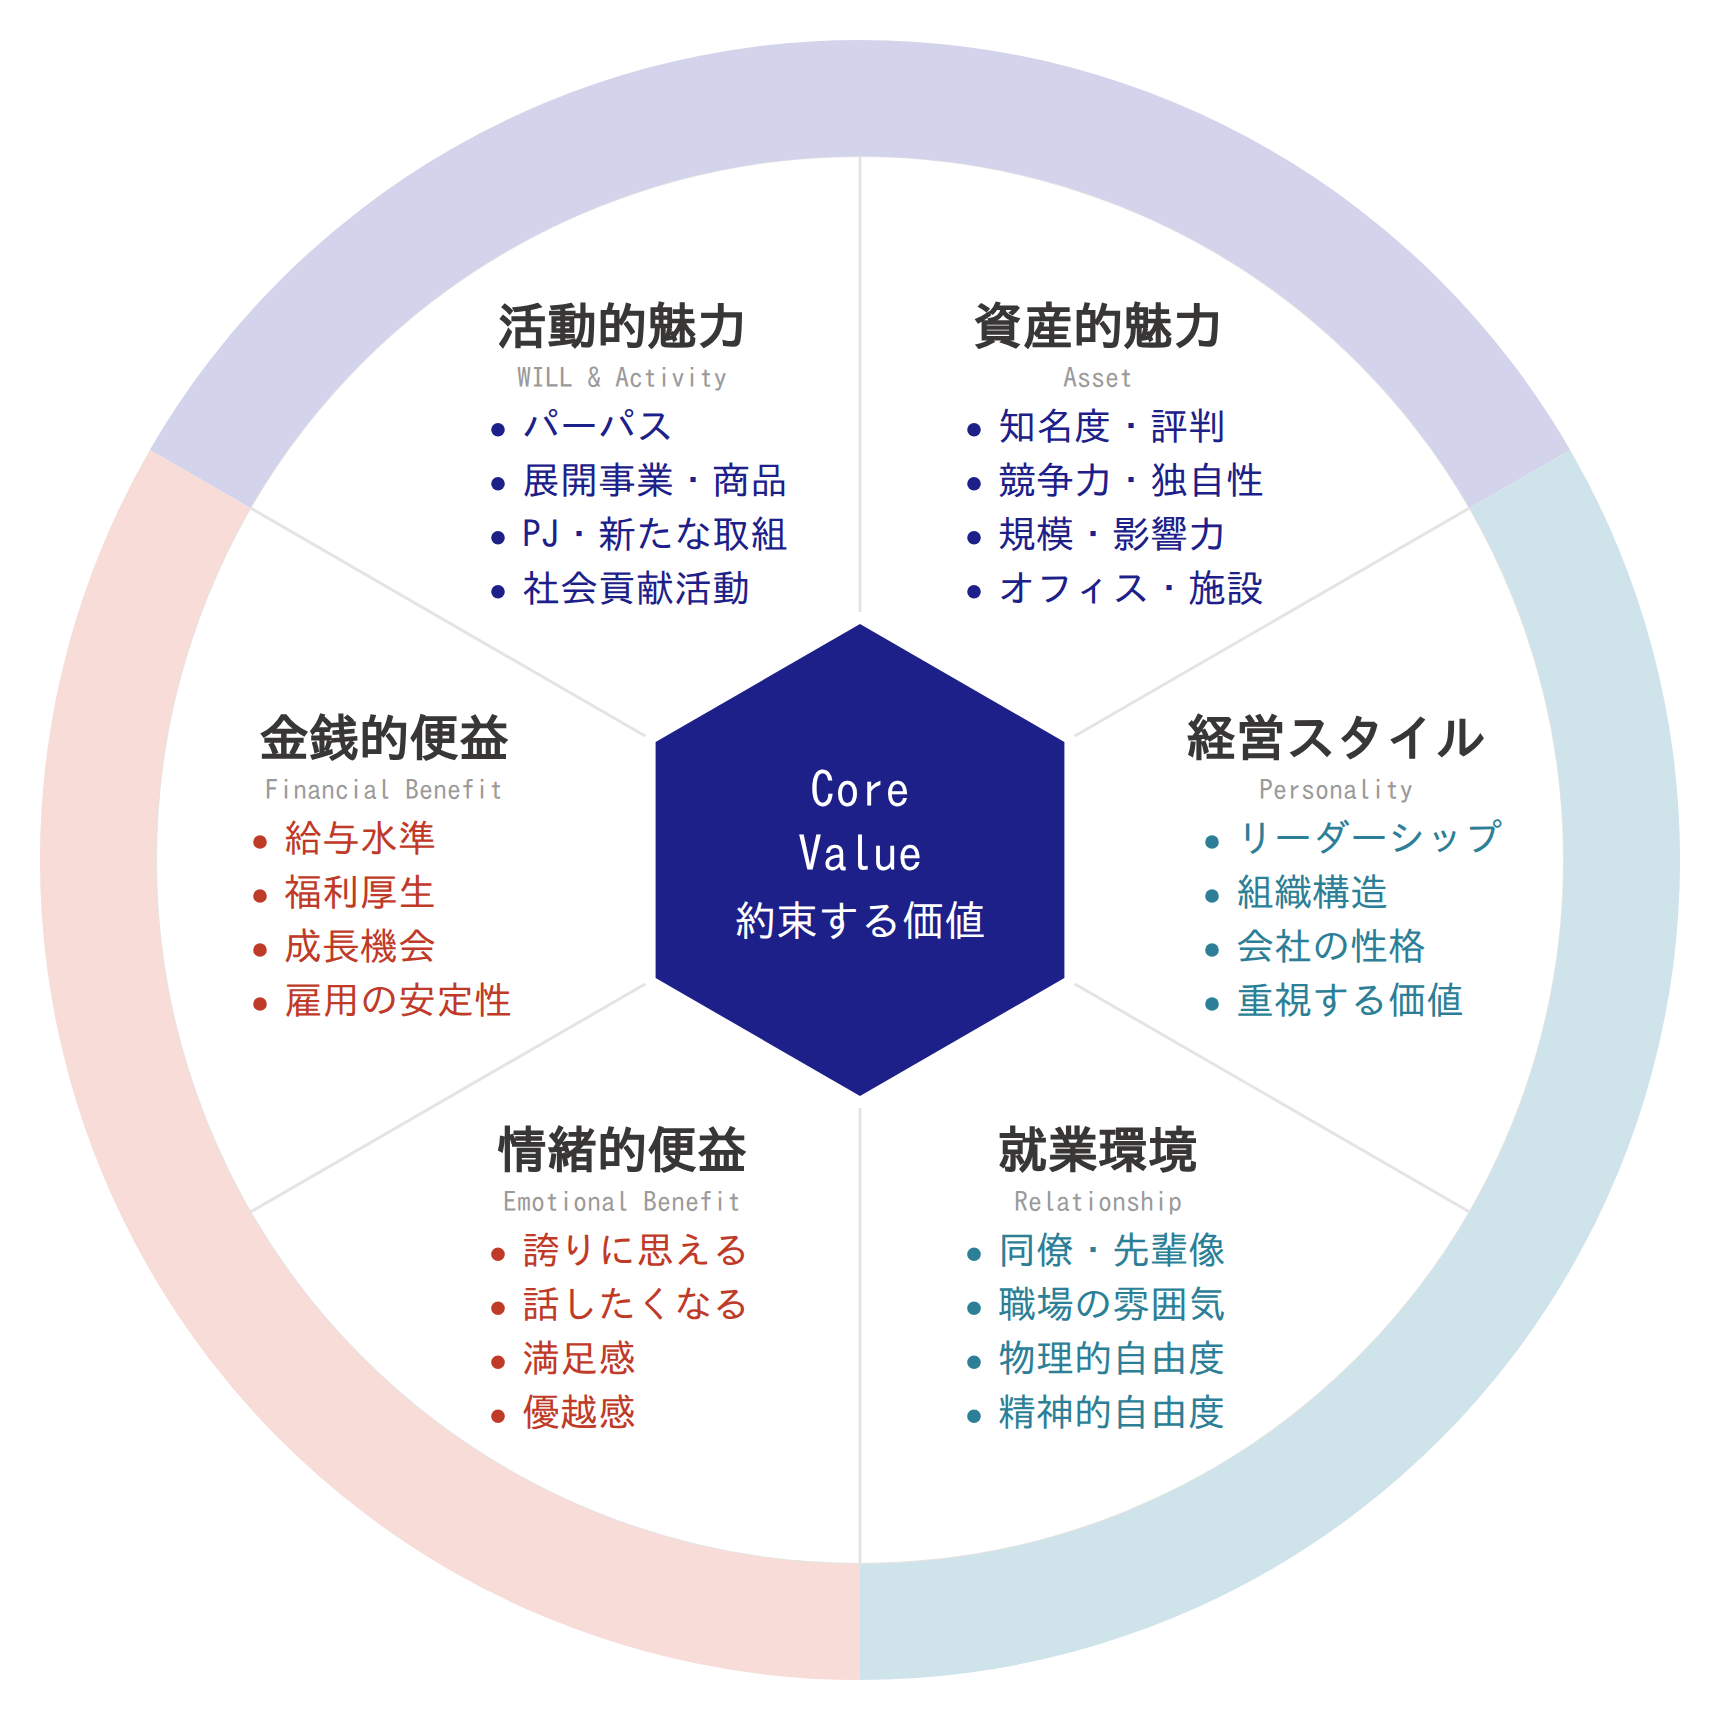 活動的魅力
WILL & Activity
● パーパス
● 展開事業・商品
● PJ・新たな取組
● 社会貢献活動
資産的魅力
Asset
● 知名度・評判
● 競争力・独自性
● 規模・影響力
● オフィス・施設
金銭的便益
Financial Benefit
● 給与水準
● 福利厚生
● 成長機会
● 雇用の安定性
Core
Value
約束する価値
経営スタイル
Personality
● リーダーシップ
● 組織構造
● 会社の性格
● 重視する価値
情緒的便益
Emotional Benefit
● 誇りに思える
● 話したくなる
● 満足感
● 優越感
就業環境
Relationship
● 同僚・先輩像
● 職場の雰囲気
● 物理的自由度
● 精神的自由度